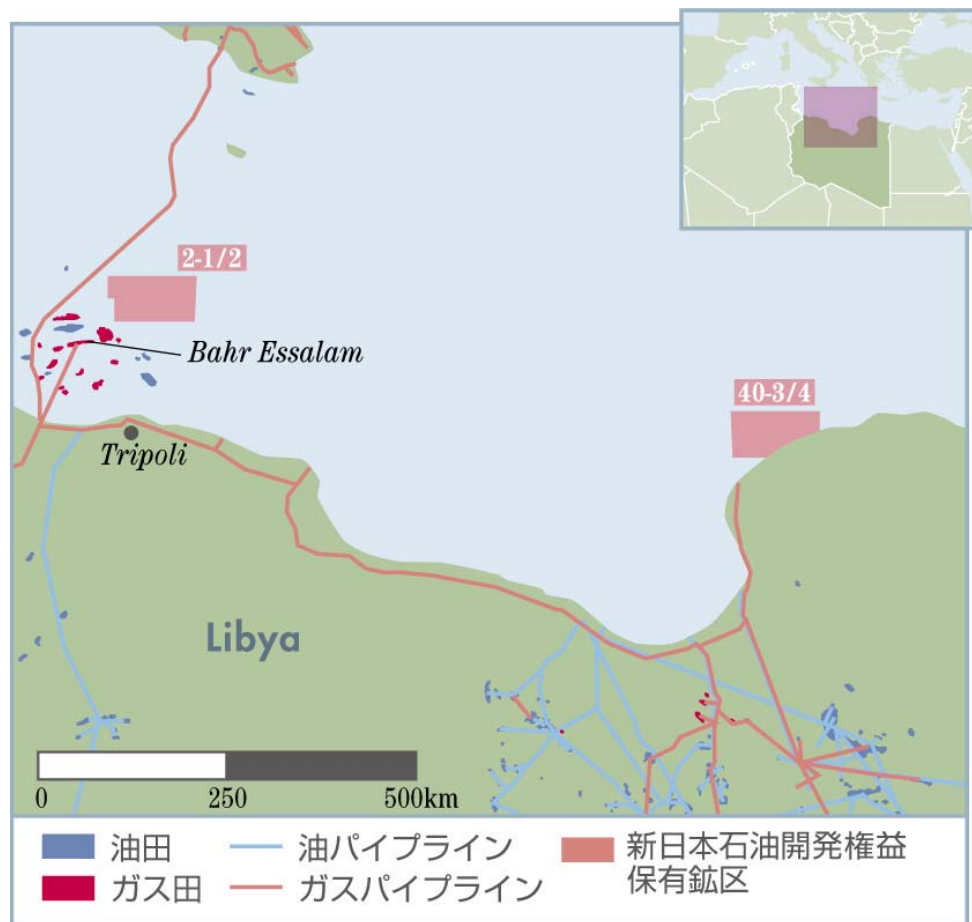 2-1/2
Bahr Essalam
40-3/4
Tripoli
Libya
0 250 500km
油田 油パイプライン 新日本石油開発権益
ガス田 ガスパイプライン 保有鉱区